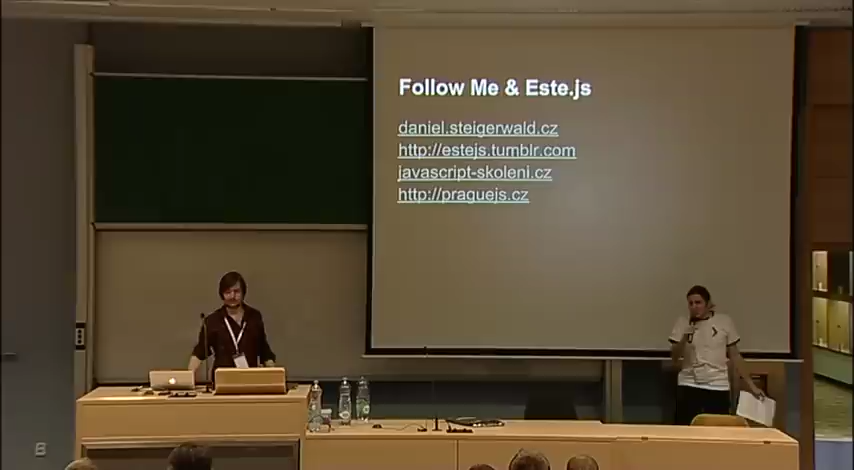 Follow Me & Este.js
daniel.steigerwald.cz
http://estejs.tumblr.com
javascript-skoleni.cz
http://praguejs.cz